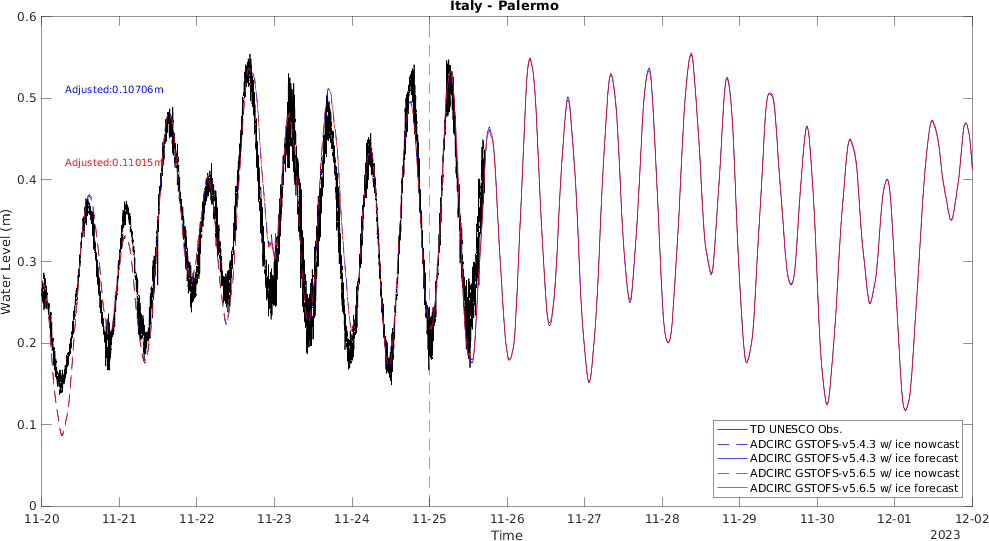 Italy - Palermo
0.6
0.5
0.4
0.3
0.2
0.1
0
Water Level (m)
Adjusted:0.10706m
Adjusted:0.11015m
TD UNESCO Obs.
ADCIRC GSTOFS-v5.4.3 w/ ice nowcast
ADCIRC GSTOFS-v5.4.3 w/ ice forecast
ADCIRC GSTOFS-v5.6.5 w/ ice nowcast
ADCIRC GSTOFS-v5.6.5 w/ ice forecast
11-20 11-21 11-22 11-23 11-24 11-25 11-26 11-27 11-28 11-29 11-30 12-01 12-02
Time
2023